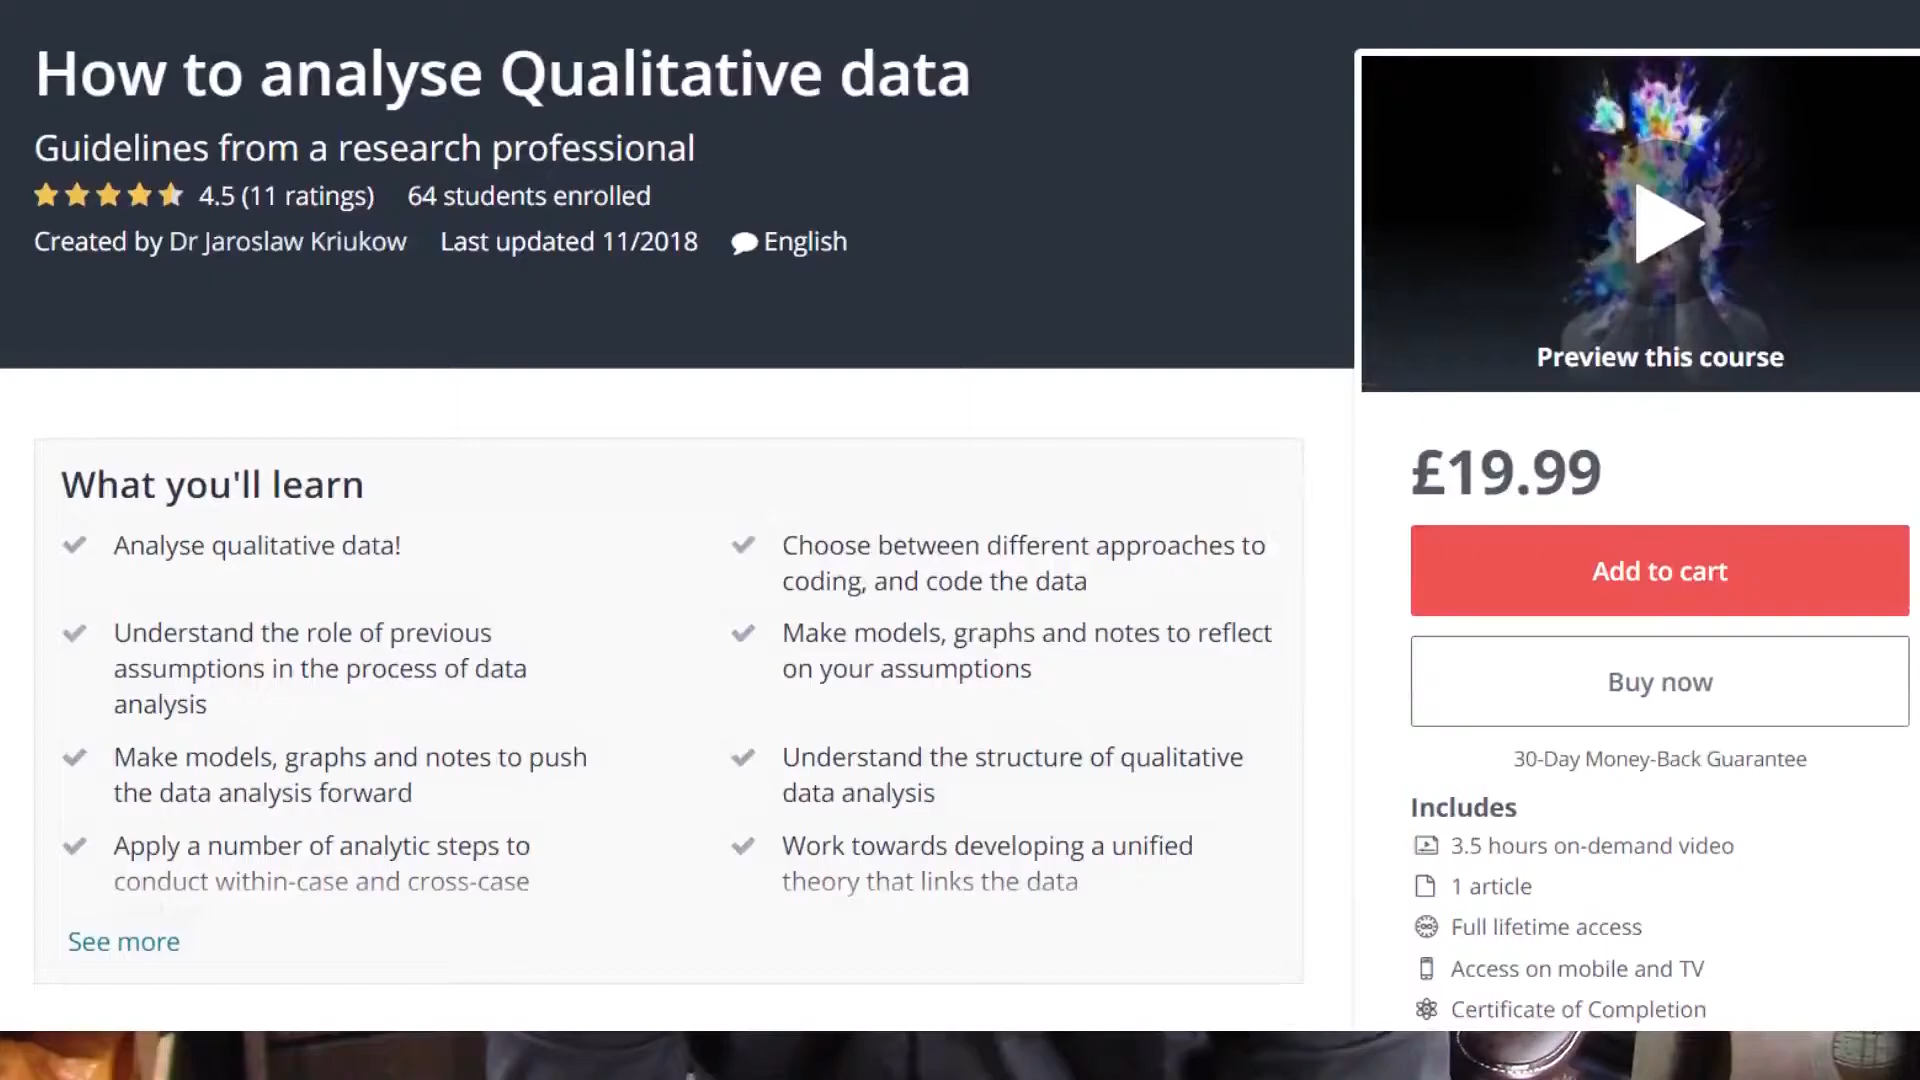 How to analyse Qualitative data
Guidelines from a research professional
4.5 (11 ratings) 64 students enrolled
Created by Dr Jaroslaw Kriukow Last updated 11/2018 English
Preview this course
What you'll learn
Analyse qualitative data!
Understand the role of previous
assumptions in the process of data
analysis
Make models, graphs and notes to push
the data analysis forward
Apply a number of analytic steps to
conduct within-case and cross-case
Choose between different approaches to
coding, and code the data
Make models, graphs and notes to reflect
on your assumptions
Understand the structure of qualitative
data analysis
Work towards developing a unified
theory that links the data
See more
£19.99
Add to cart
Buy now
30-Day Money-Back Guarantee
Includes
3.5 hours on-demand video
1 article
Full lifetime access
Access on mobile and TV
Certificate of Completion